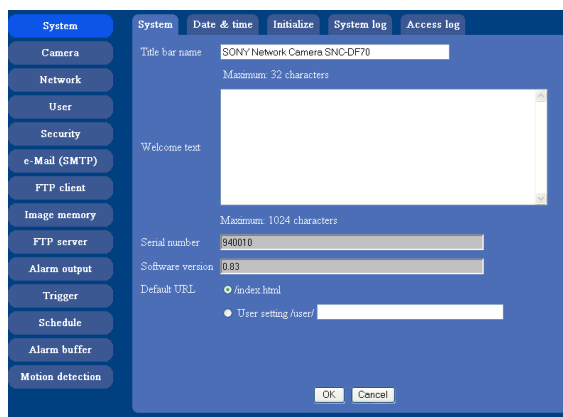 System
Camera
Network
User
Security
e-Mail (SMTP)
FTP client
Image memory
FTP server
Alarm output
Trigger
Schedule
Alarm buffer
Motion detection
System Date & time Initialize System log Access log
Title bar name SONY Network Camera SNC-DF70
Maximum: 32 characters
Welcome text
Maximum: 1024 characters
Serial number 940010
Software version 0.83
Default URL /index.html
User setting /user/
OK Cancel